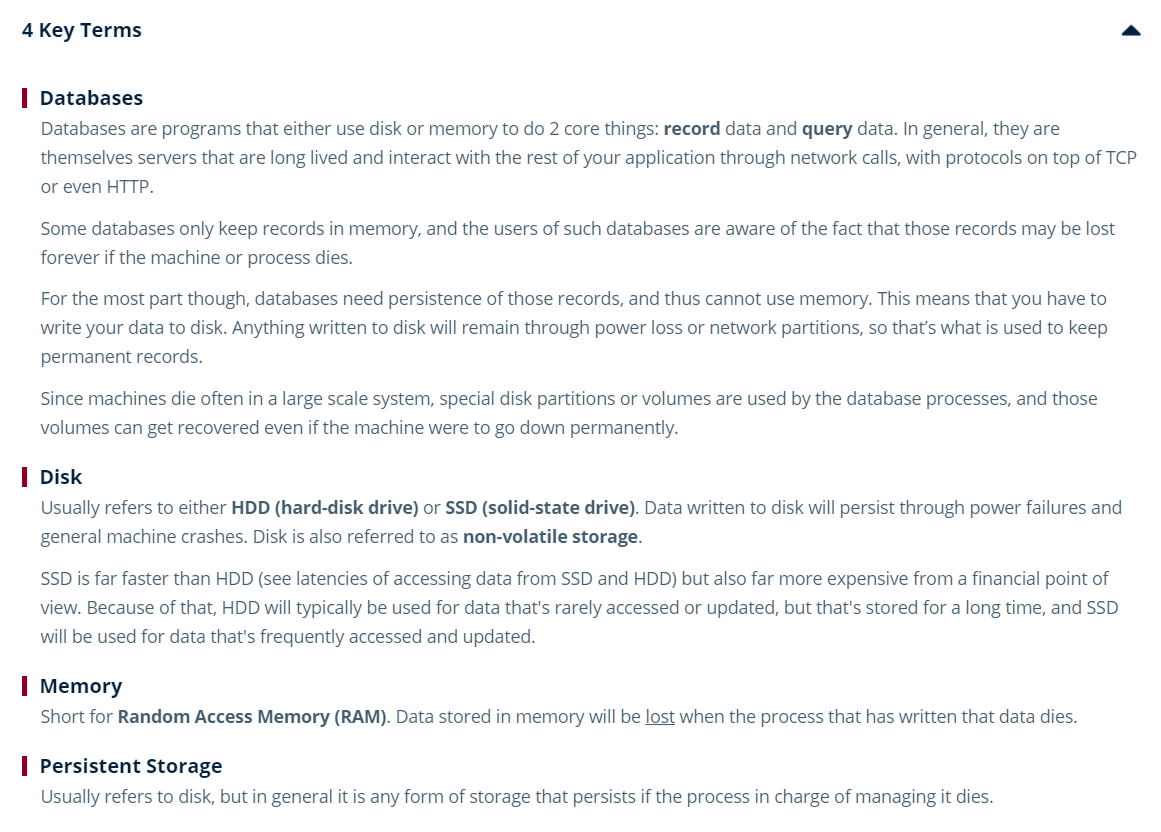 4 Key Terms
Databases
Databases are programs that either use disk or memory to do 2 core things: record data and query data. In general, they are
themselves servers that are long lived and interact with the rest of your application through network calls, with protocols on top of TCP
or even HTTP.
Some databases only keep records in memory, and the users of such databases are aware of the fact that those records may be lost
forever if the machine or process dies.
For the most part though, databases need persistence of those records, and thus cannot use memory. This means that you have to
write your data to disk. Anything written to disk will remain through power loss or network partitions, so that’s what is used to keep
permanent records.
Since machines die often in a large scale system, special disk partitions or volumes are used by the database processes, and those
volumes can get recovered even if the machine were to go down permanently.
Disk
Usually refers to either HDD (hard-disk drive) or SSD (solid-state drive). Data written to disk will persist through power failures and
general machine crashes. Disk is also referred to as non-volatile storage.
SSD is far faster than HDD (see latencies of accessing data from SSD and HDD) but also far more expensive from a financial point of
view. Because of that, HDD will typically be used for data that's rarely accessed or updated, but that's stored for a long time, and SSD
will be used for data that's frequently accessed and updated.
Memory
Short for Random Access Memory (RAM). Data stored in memory will be lost when the process that has written that data dies.
Persistent Storage
Usually refers to disk, but in general it is any form of storage that persists if the process in charge of managing it dies.